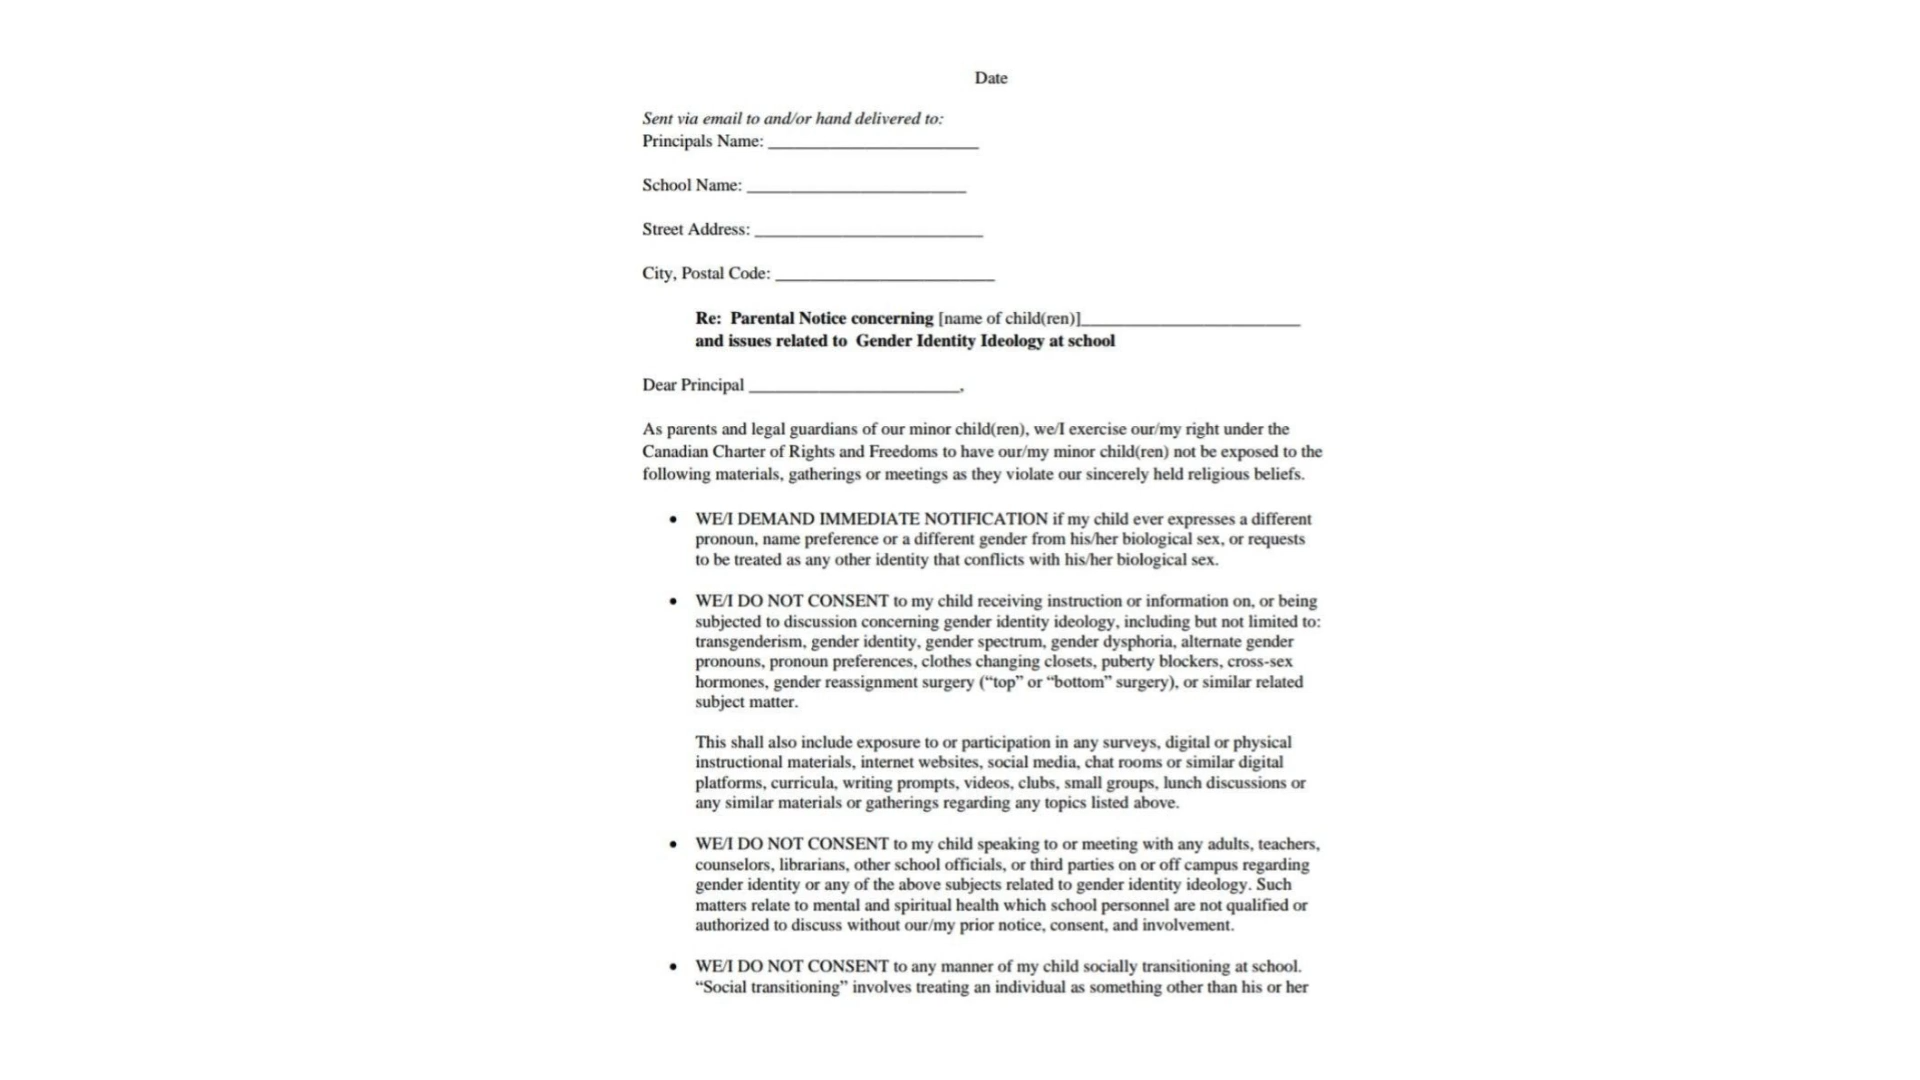 Date
Sent via email to and/or hand delivered to:
Principals Name: ________________________
School Name: _________________________
Street Address: __________________________
City, Postal Code: _________________________
Re: Parental Notice concerning [name of child(ren)]_________________________
and issues related to Gender Identity Ideology at school
Dear Principal ________________________,
As parents and legal guardians of our minor child(ren), we/I exercise our/my right under the
Canadian Charter of Rights and Freedoms to have our/my minor child(ren) not be exposed to the
following materials, gatherings or meetings as they violate our sincerely held religious beliefs.
• WE/I DEMAND IMMEDIATE NOTIFICATION if my child ever expresses a different
pronoun, name preference or a different gender from his/her biological sex, or requests
to be treated as any other identity that conflicts with his/her biological sex.
• WE/I DO NOT CONSENT to my child receiving instruction or information on, or being
subjected to discussion concerning gender identity ideology, including but not limited to:
transgenderism, gender identity, gender spectrum, gender dysphoria, alternate gender
pronouns, pronoun preferences, clothes changing closets, puberty blockers, cross-sex
hormones, gender reassignment surgery (“top” or “bottom” surgery), or similar related
subject matter.
This shall also include exposure to or participation in any surveys, digital or physical
instructional materials, internet websites, social media, chat rooms or similar digital
platforms, curricula, writing prompts, videos, clubs, small groups, lunch discussions or
any similar materials or gatherings regarding any topics listed above.
• WE/I DO NOT CONSENT to my child speaking to or meeting with any adults, teachers,
counselors, librarians, other school officials, or third parties on or off campus regarding
gender identity or any of the above subjects related to gender identity ideology. Such
matters relate to mental and spiritual health which school personnel are not qualified or
authorized to discuss without our/my prior notice, consent, and involvement.
• WE/I DO NOT CONSENT to any manner of my child socially transitioning at school.
“Social transitioning” involves treating an individual as something other than his or her